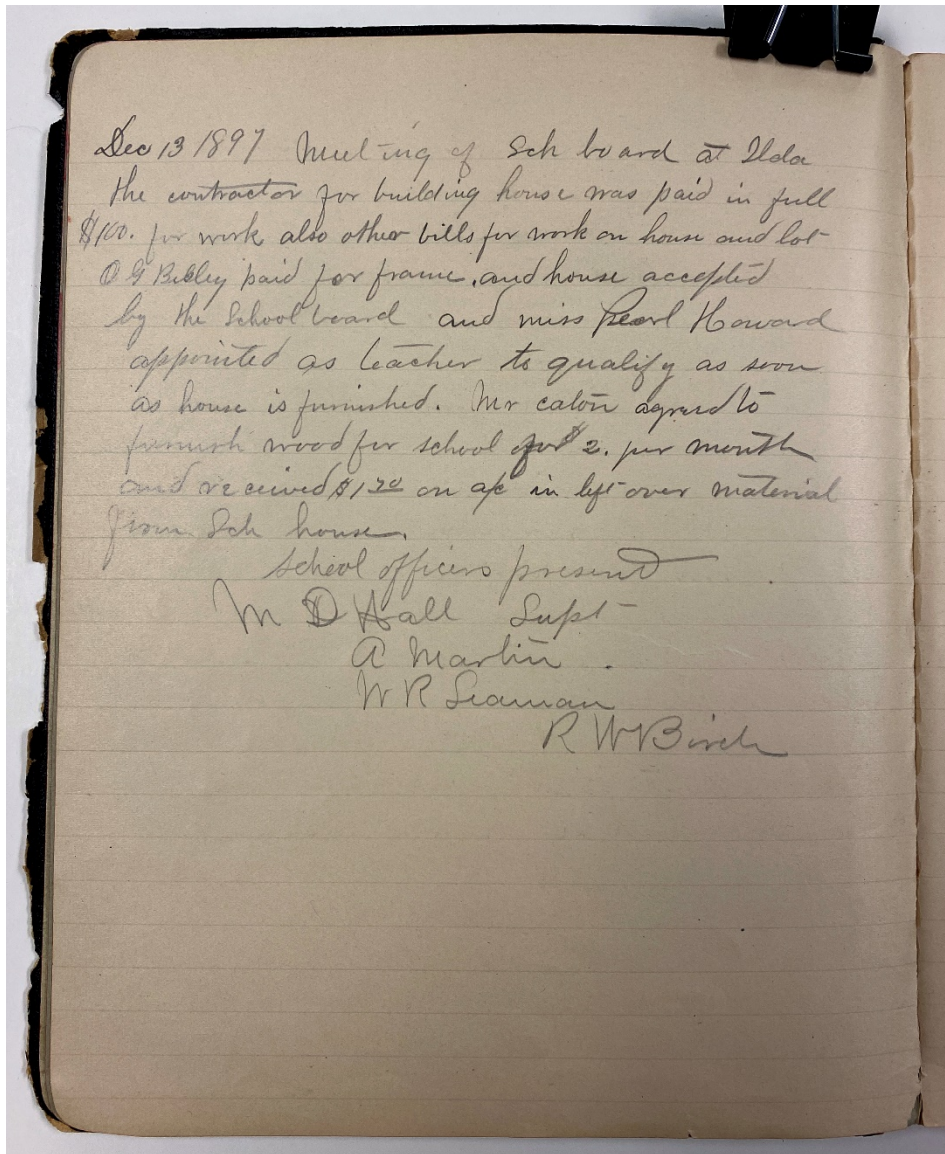 Dec 13 1897 Meeting of Sch board at Ilda
the contractor for building house was paid in full
$100. for work also other bills for work on house and lot
O G paid for frame, and house accepted
by the School board and miss Pearl Howard
appointed as teacher to qualify as soon
as house is furnished. Mr caton agreed to
furnish wood for school for $2. per month
and received $1 on a/c in left over material
from Sch house.
School officers present
M D Hall Supt
A Martin .
W R Seaman
R W Birch